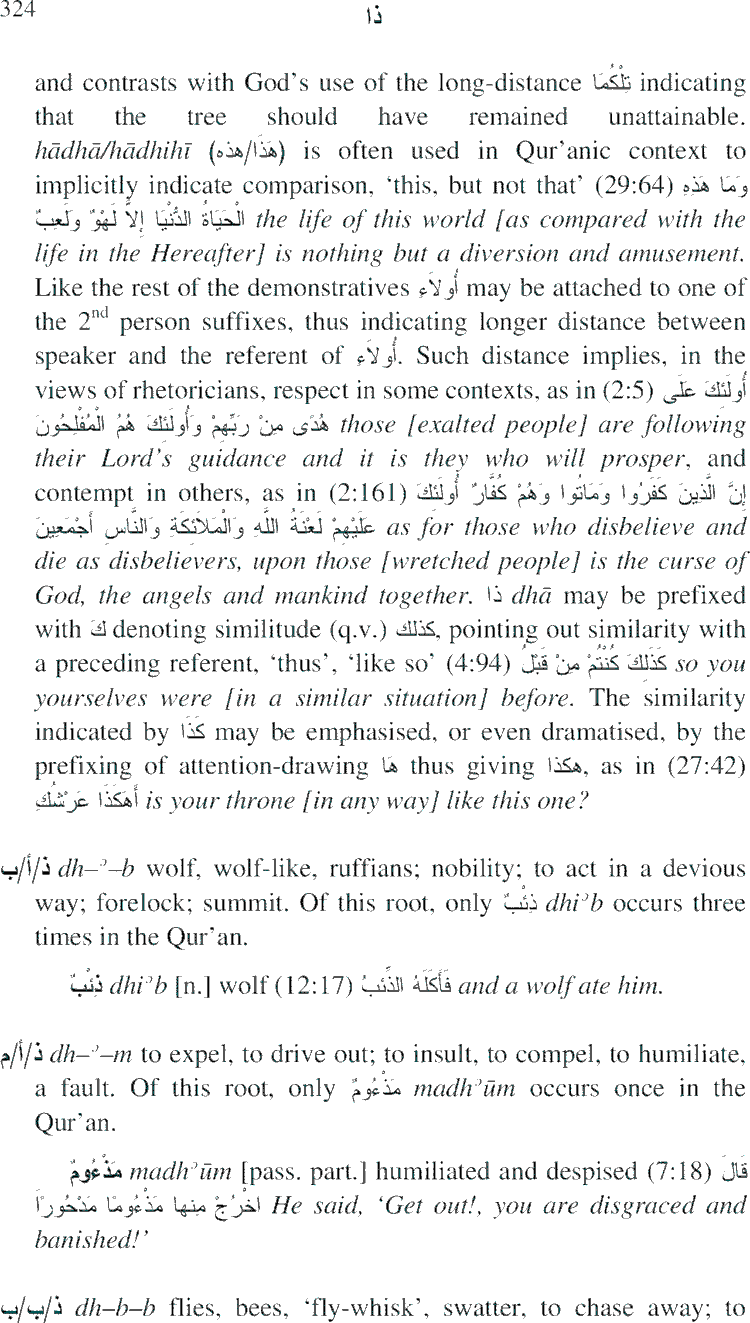 324
ذا
and contrasts with God's use of the long-distance تِلْكُمَا indicating
that the tree should have remained unattainable.
hādhā/hādhihī (هَذَا/هذه) is often used in Qur'anic context to
implicitly indicate comparison, 'this, but not that' (29:64) وَمَا هَذِهِ
الْحَيَاةُ الدُّنْيَا إِلاَّ لَهْوٌ وَلَعِبٌ the life of this world [as compared with the
life in the Hereafter] is nothing but a diversion and amusement.
Like the rest of the demonstratives أُولاَءِ may be attached to one of
the 2nd person suffixes, thus indicating longer distance between
speaker and the referent of أُولاَءِ. Such distance implies, in the
views of rhetoricians, respect in some contexts, as in (2:5) أُولَئِكَ عَلَى
هُدًى مِنْ رَبِّهِمْ وَأُولَئِكَ هُمُ الْمُفْلِحُونَ those [exalted people] are following
their Lord's guidance and it is they who will prosper, and
contempt in others, as in (2:161) إِنَّ الَّذِينَ كَفَرُوا وَمَاتُوا وَهُمْ كُفَّارٌ أُولَئِكَ
عَلَيْهِمْ لَعْنَةُ اللَّهِ وَالْمَلاَئِكَةِ وَالنَّاسِ أَجْمَعِينَ as for those who disbelieve and
die as disbelievers, upon those [wretched people] is the curse of
God, the angels and mankind together. ذا dhā may be prefixed
with كَ denoting similitude (q.v.) كذلك, pointing out similarity with
a preceding referent, 'thus', 'like so' (4:94) كَذَلِكَ كُنْتُمْ مِنْ قَبْلُ so you
yourselves were [in a similar situation] before. The similarity
indicated by كَذَا may be emphasised, or even dramatised, by the
prefixing of attention-drawing هَا thus giving هكذا, as in (27:42)
أَهَكَذَا عَرْشُكِ is your throne [in any way] like this one?
ذ/أ/ب dh–ʾ–b wolf, wolf-like, ruffians; nobility; to act in a devious
way; forelock; summit. Of this root, only ذِئْبٌ dhiʾb occurs three
times in the Qur'an.
ذِئْبٌ dhiʾb [n.] wolf (12:17) فَأَكَلَهُ الذِّئبُ and a wolf ate him.
ذ/أ/م dh–ʾ–m to expel, to drive out; to insult, to compel, to humiliate,
a fault. Of this root, only مَذْءُومٌ madhʾūm occurs once in the
Qur'an.
مَذْءُومٌ madhʾūm [pass. part.] humiliated and despised (7:18) قَالَ
اخْرُجْ مِنها مَذْءُومًا مَدْحُوراً He said, 'Get out!, you are disgraced and
banished!'
ذ/ب/ب dh–b–b flies, bees, 'fly-whisk', swatter, to chase away; to